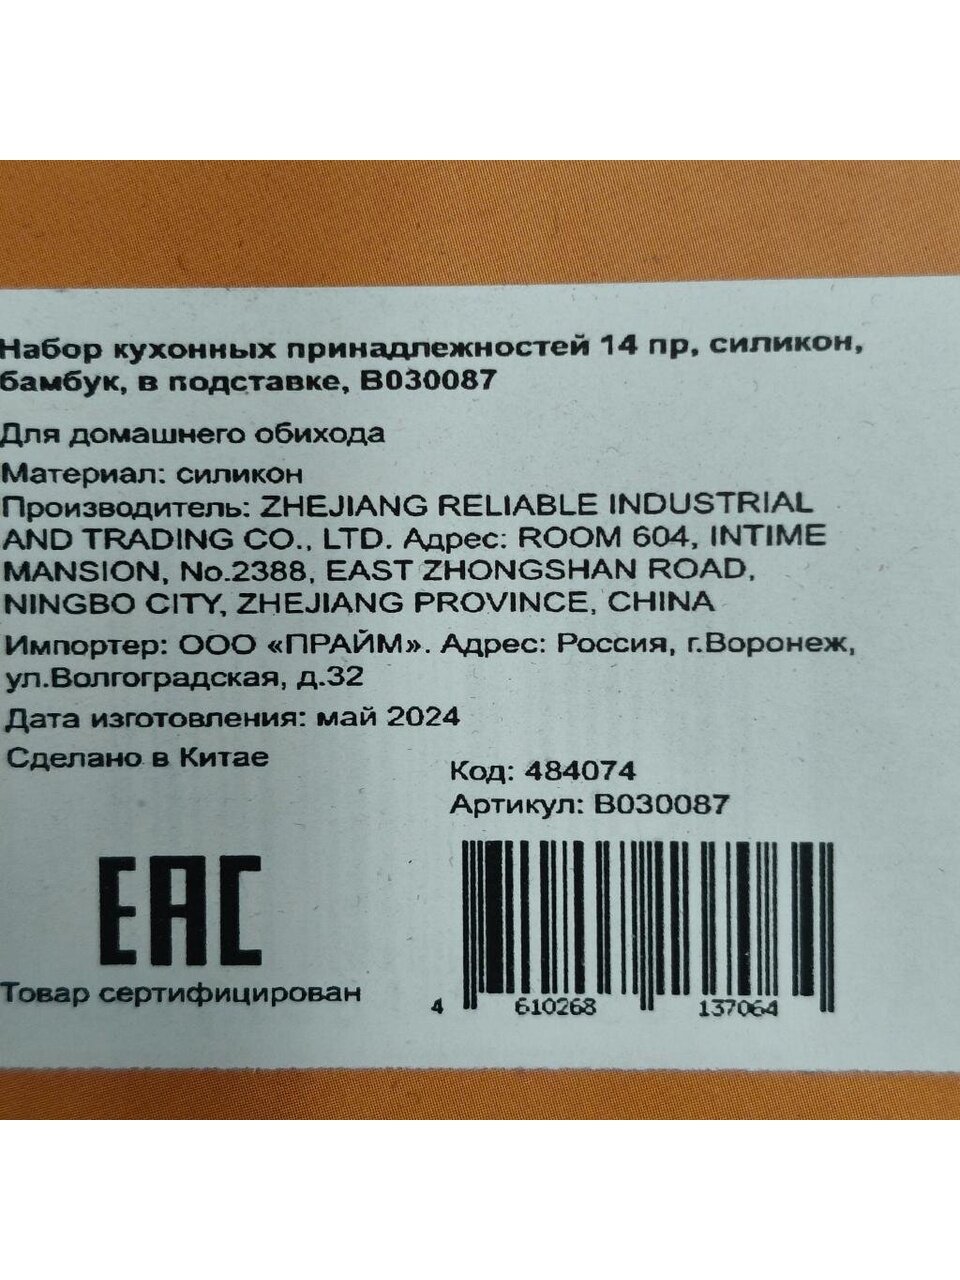 Набор кухонных принадлежностей 14 пр, силикон,
бамбук, в подставке, B030087
Для домашнего обихода
Материал: силикон
Производитель: ZHEJIANG RELIABLE INDUSTRIAL
AND TRADING CO., LTD. Адрес: ROOM 604, INTIME
MANSION, No.2388, EAST ZHONGSHAN ROAD,
NINGBO CITY, ZHEJIANG PROVINCE, CHINA
Импортер: ООО «ПРАЙМ». Адрес: Россия, г.Воронеж,
ул.Волгоградская, д.32
Дата изготовления: май 2024
Сделано в Китае
Код: 484074
Артикул: B030087
EAC
Товар сертифицирован
4 610268 137064